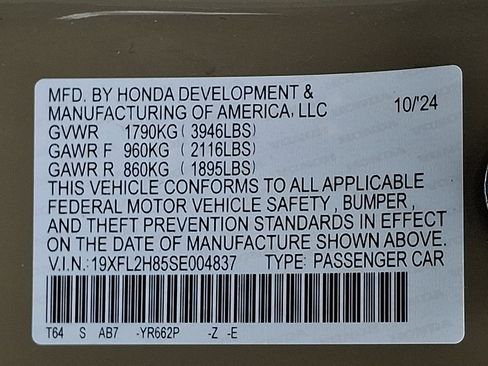 MFD. BY HONDA DEVELOPMENT &
MANUFACTURING OF AMERICA, LLC 10/'24
GVWR 1790KG ( 3946LBS)
GAWR F 960KG ( 2116LBS)
GAWR R 860KG ( 1895LBS)
THIS VEHICLE CONFORMS TO ALL APPLICABLE
FEDERAL MOTOR VEHICLE SAFETY , BUMPER ,
AND THEFT PREVENTION STANDARDS IN EFFECT
ON THE DATE OF MANUFACTURE SHOWN ABOVE.
V.I.N.: 19XFL2H85SE004837 TYPE: PASSENGER CAR
T64 S AB7 -YR662P -Z -E